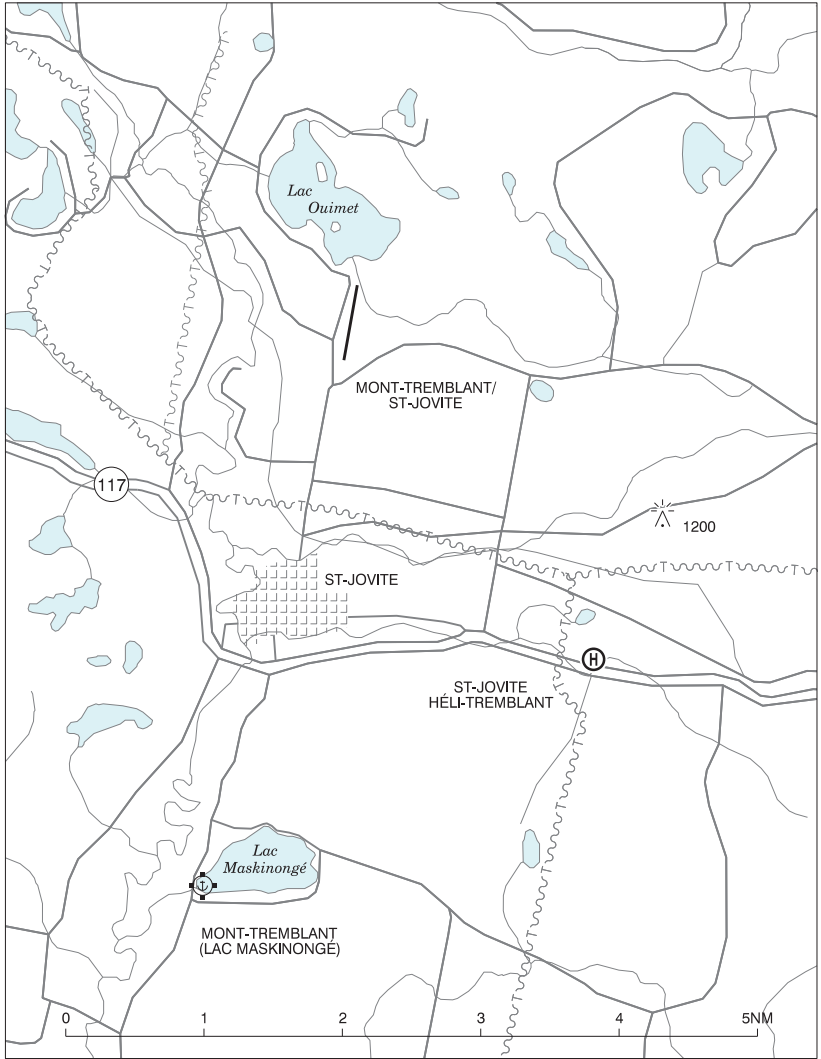 Lac
Ouimet
MONT-TREMBLANT/
ST-JOVITE
117
1200
ST-JOVITE
H
ST-JOVITE
HÉLI-TREMBLANT
Lac
Maskinongé
MONT-TREMBLANT
(LAC MASKINONGÉ)
0 1 2 3 4 5NM